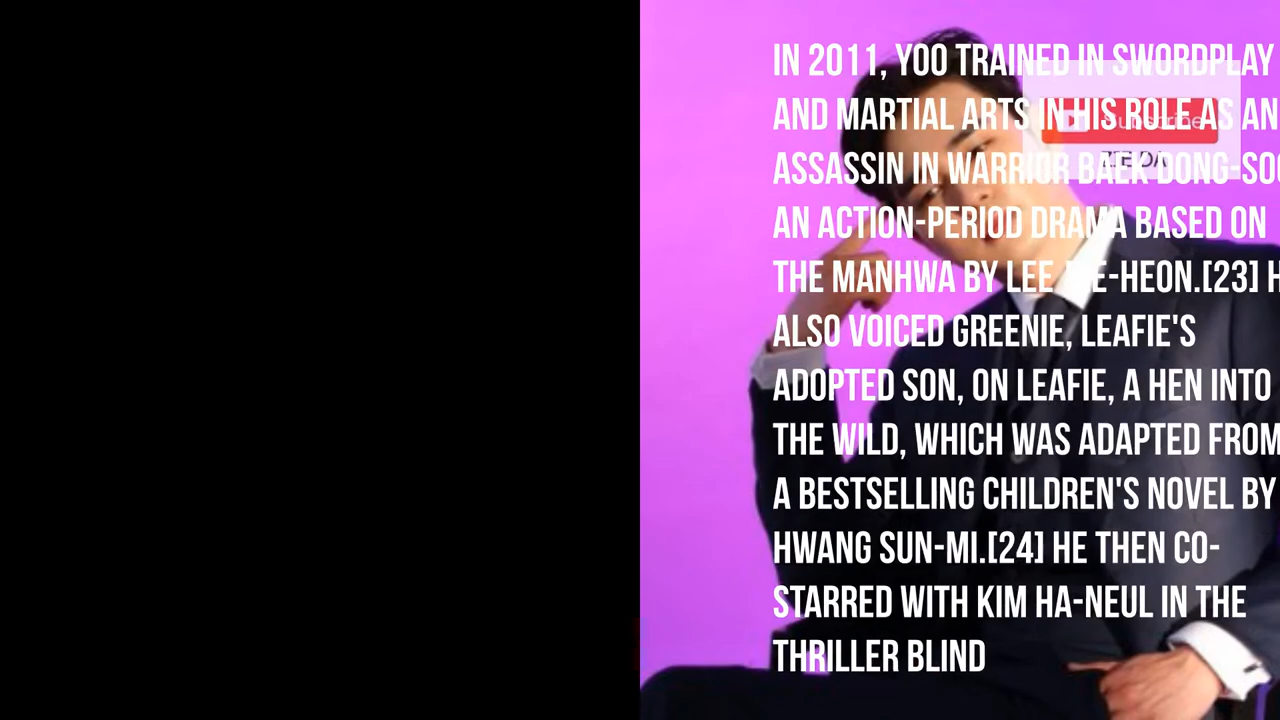 IN 2011, YOO TRAINED IN SWORDPLAY
AND MARTIAL ARTS IN HIS ROLE AS AN
ASSASSIN IN WARRIOR BAEK DONG-SOO
AN ACTION-PERIOD DRAMA BASED ON
THE MANHWA BY LEE -HEON.[23] H
ALSO VOICED GREENIE, LEAFIE'S
ADOPTED SON, ON LEAFIE, A HEN INTO
THE WILD, WHICH WAS ADAPTED FROM
A BESTSELLING CHILDREN'S NOVEL BY
HWANG SUN-MI.[24] HE THEN CO-
STARRED WITH KIM HA-NEUL IN THE
THRILLER BLIND
Subscribe